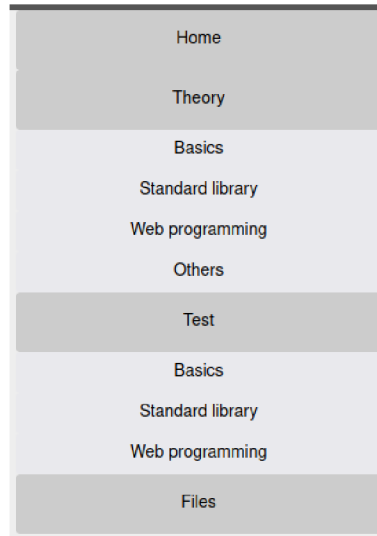 Home
Theory
Basics
Standard library
Web programming
Others
Test
Basics
Standard library
Web programming
Files